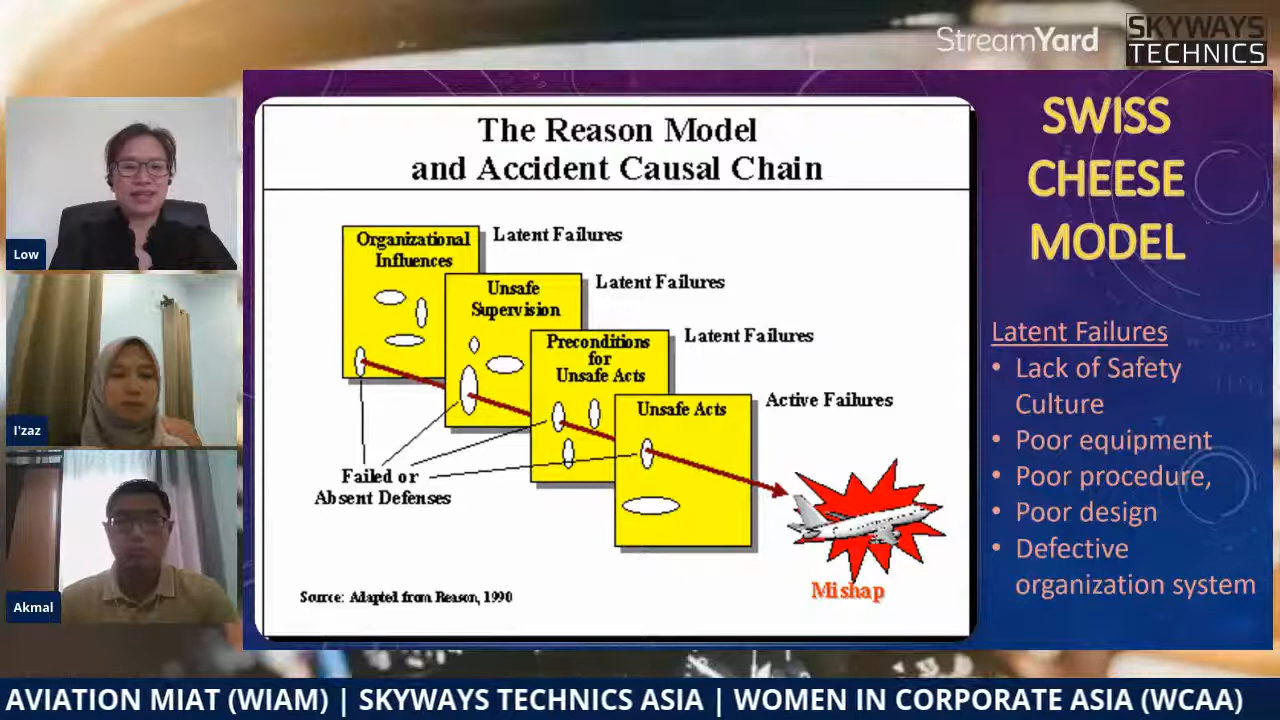 StreamYard
SKYWAYS
TECHNICS
Low
I'zaz
Akmal
The Reason Model
and Accident Causal Chain
Organizational
Influences
Latent Failures
Unsafe
Supervision
Latent Failures
Preconditions
for
Unsafe Acts
Latent Failures
Unsafe Acts
Active Failures
Failed or
Absent Defenses
Mishap
Source: Adapted from Reason, 1990
SWISS
CHEESE
MODEL
Latent Failures
• Lack of Safety
Culture
• Poor equipment
• Poor procedure,
• Poor design
• Defective
organization system
AVIATION MIAT (WIAM) | SKYWAYS TECHNICS ASIA | WOMEN IN CORPORATE ASIA (WCAA)